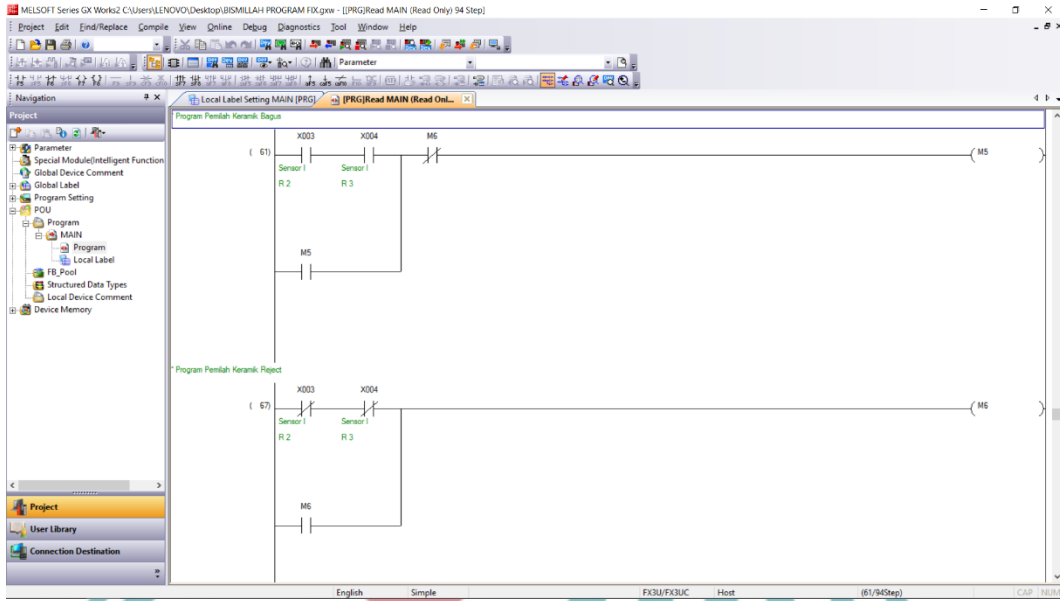 MELSOFT Series GX Works2 C:\Users\LENOVO\Desktop\BISMILLAH PROGRAM FIX.gxw - [[PRG]Read MAIN (Read Only) 94 Step]
Project Edit Find/Replace Compile View Online Debug Diagnostics Tool Window Help
Parameter
Navigation
Local Label Setting MAIN [PRG]
[PRG]Read MAIN (Read Onl...
Project
Parameter
Special Module(Intelligent Function
Global Device Comment
Global Label
Program Setting
POU
Program
MAIN
Program
Local Label
FB_Pool
Structured Data Types
Local Device Comment
Device Memory
Project
User Library
Connection Destination
* Program Pemilah Keramik Bagus
X003 X004 M6
( 61) ( M5 )
Sensor I Sensor I
R 2 R 3
M5
* Program Pemilah Keramik Reject
X003 X004
( 67) ( M6 )
Sensor I Sensor I
R 2 R 3
M6
English Simple FX3U/FX3UC Host (61/94Step) CAP NUM